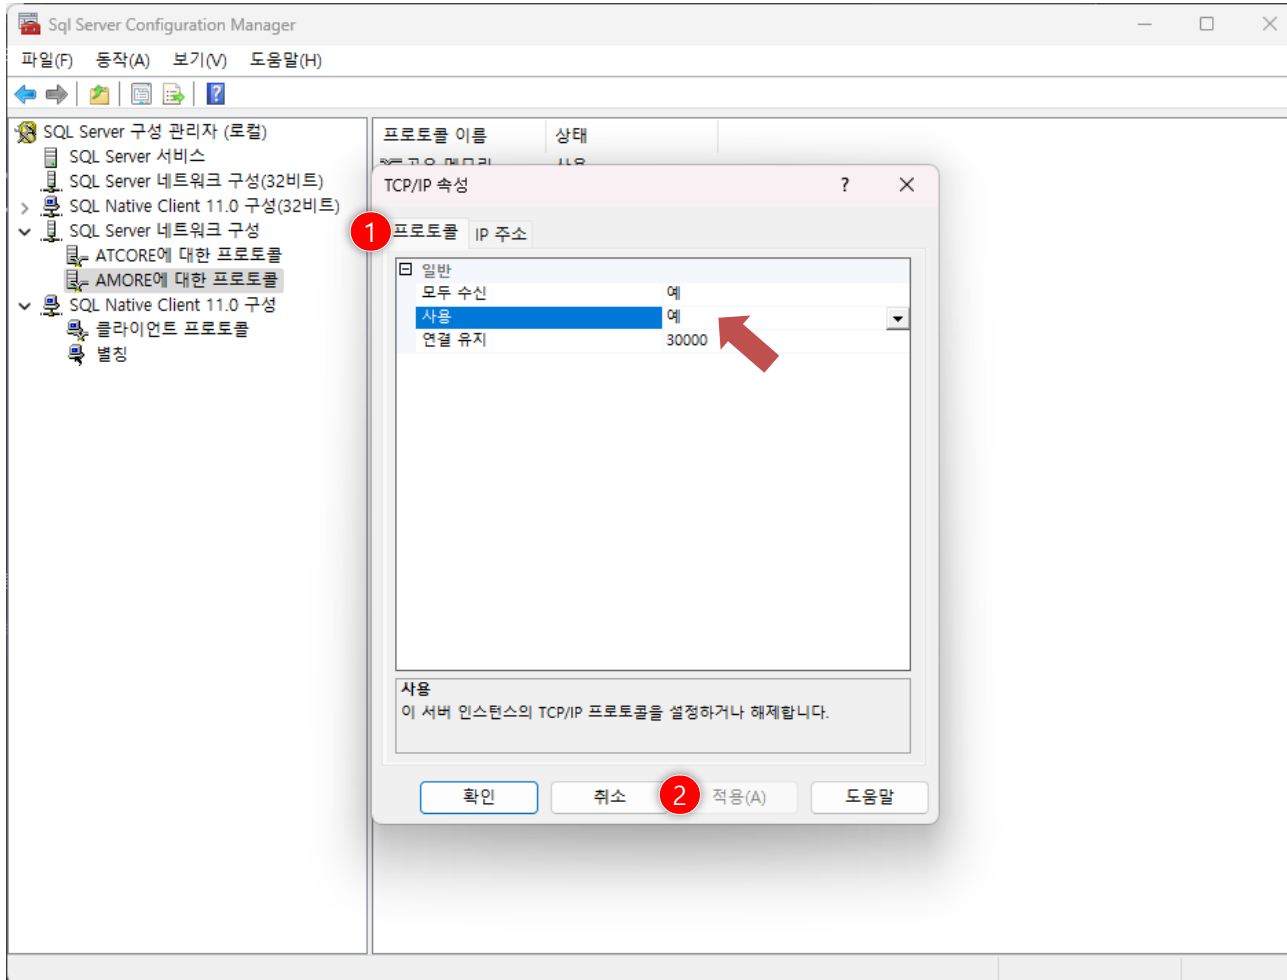 Sql Server Configuration Manager
파일(F) 동작(A) 보기(V) 도움말(H)
SQL Server 구성 관리자 (로컬)
SQL Server 서비스
SQL Server 네트워크 구성(32비트)
SQL Native Client 11.0 구성(32비트)
SQL Server 네트워크 구성
ATCORE에 대한 프로토콜
AMORE에 대한 프로토콜
SQL Native Client 11.0 구성
클라이언트 프로토콜
별칭
프로토콜 이름 상태
공유 메모리 사용
TCP/IP 속성
1
프로토콜 IP 주소
일반
모두 수신 예
사용 예
연결 유지 30000
사용
이 서버 인스턴스의 TCP/IP 프로토콜을 설정하거나 해제합니다.
확인 취소 2 적용(A) 도움말